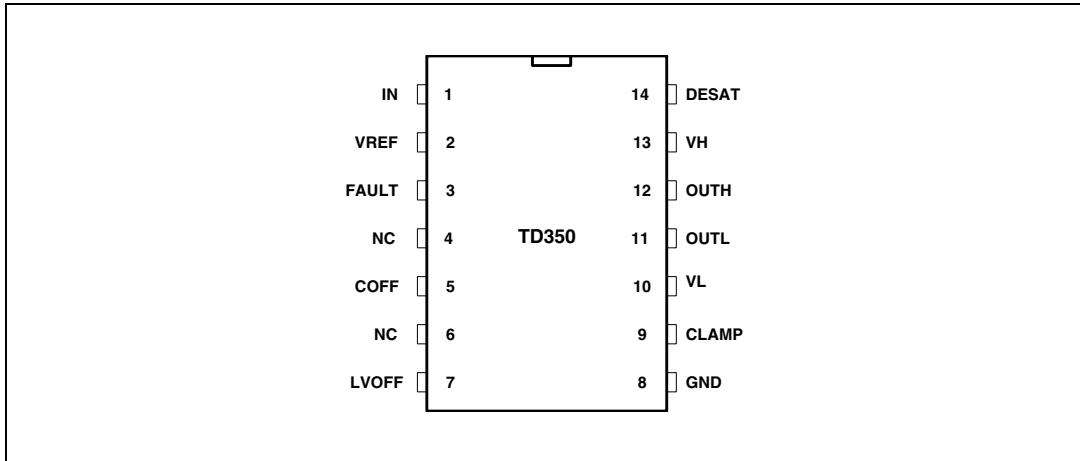 IN 1 14 DESAT
VREF 2 13 VH
FAULT 3 12 OUTH
NC 4 TD350 11 OUTL
COFF 5 10 VL
NC 6 9 CLAMP
LVOFF 7 8 GND